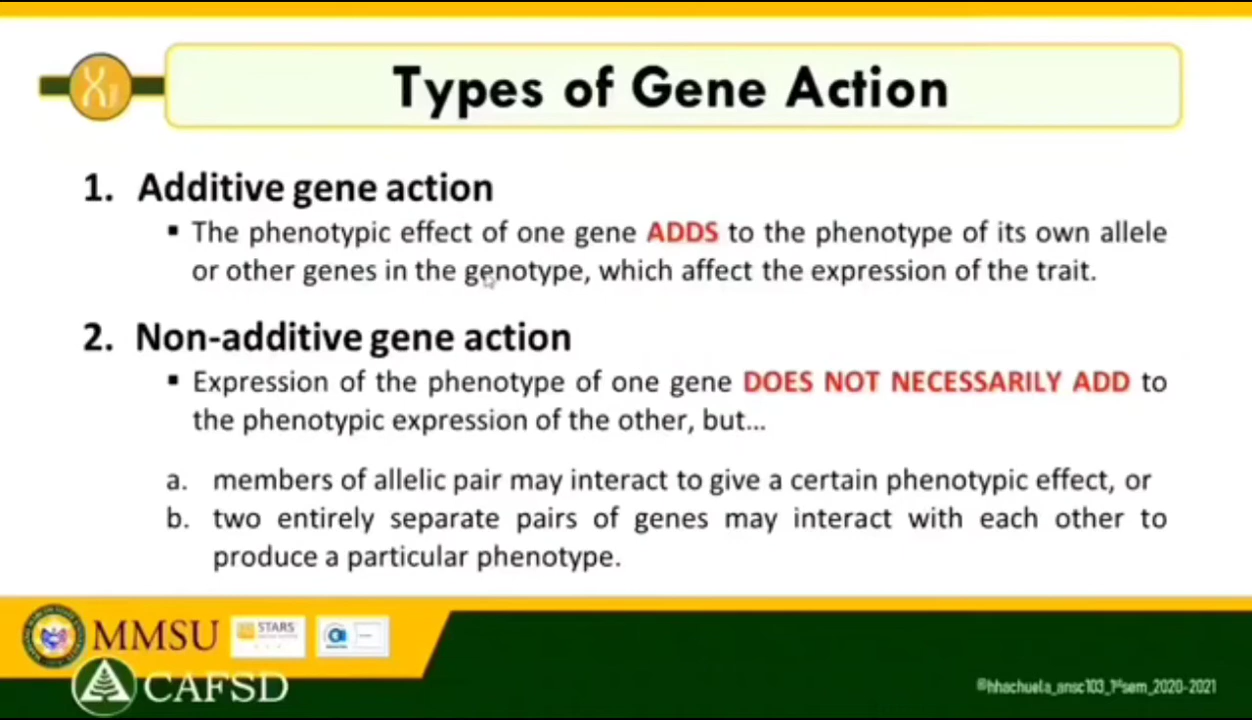 Types of Gene Action
1. Additive gene action
▪ The phenotypic effect of one gene ADDS to the phenotype of its own allele
or other genes in the genotype, which affect the expression of the trait.
2. Non-additive gene action
▪ Expression of the phenotype of one gene DOES NOT NECESSARILY ADD to
the phenotypic expression of the other, but...
a. members of allelic pair may interact to give a certain phenotypic effect, or
b. two entirely separate pairs of genes may interact with each other to
produce a particular phenotype.
MMSU
STARS
CAFSD
@hhachuela_ansc103_1stsem_2020-2021